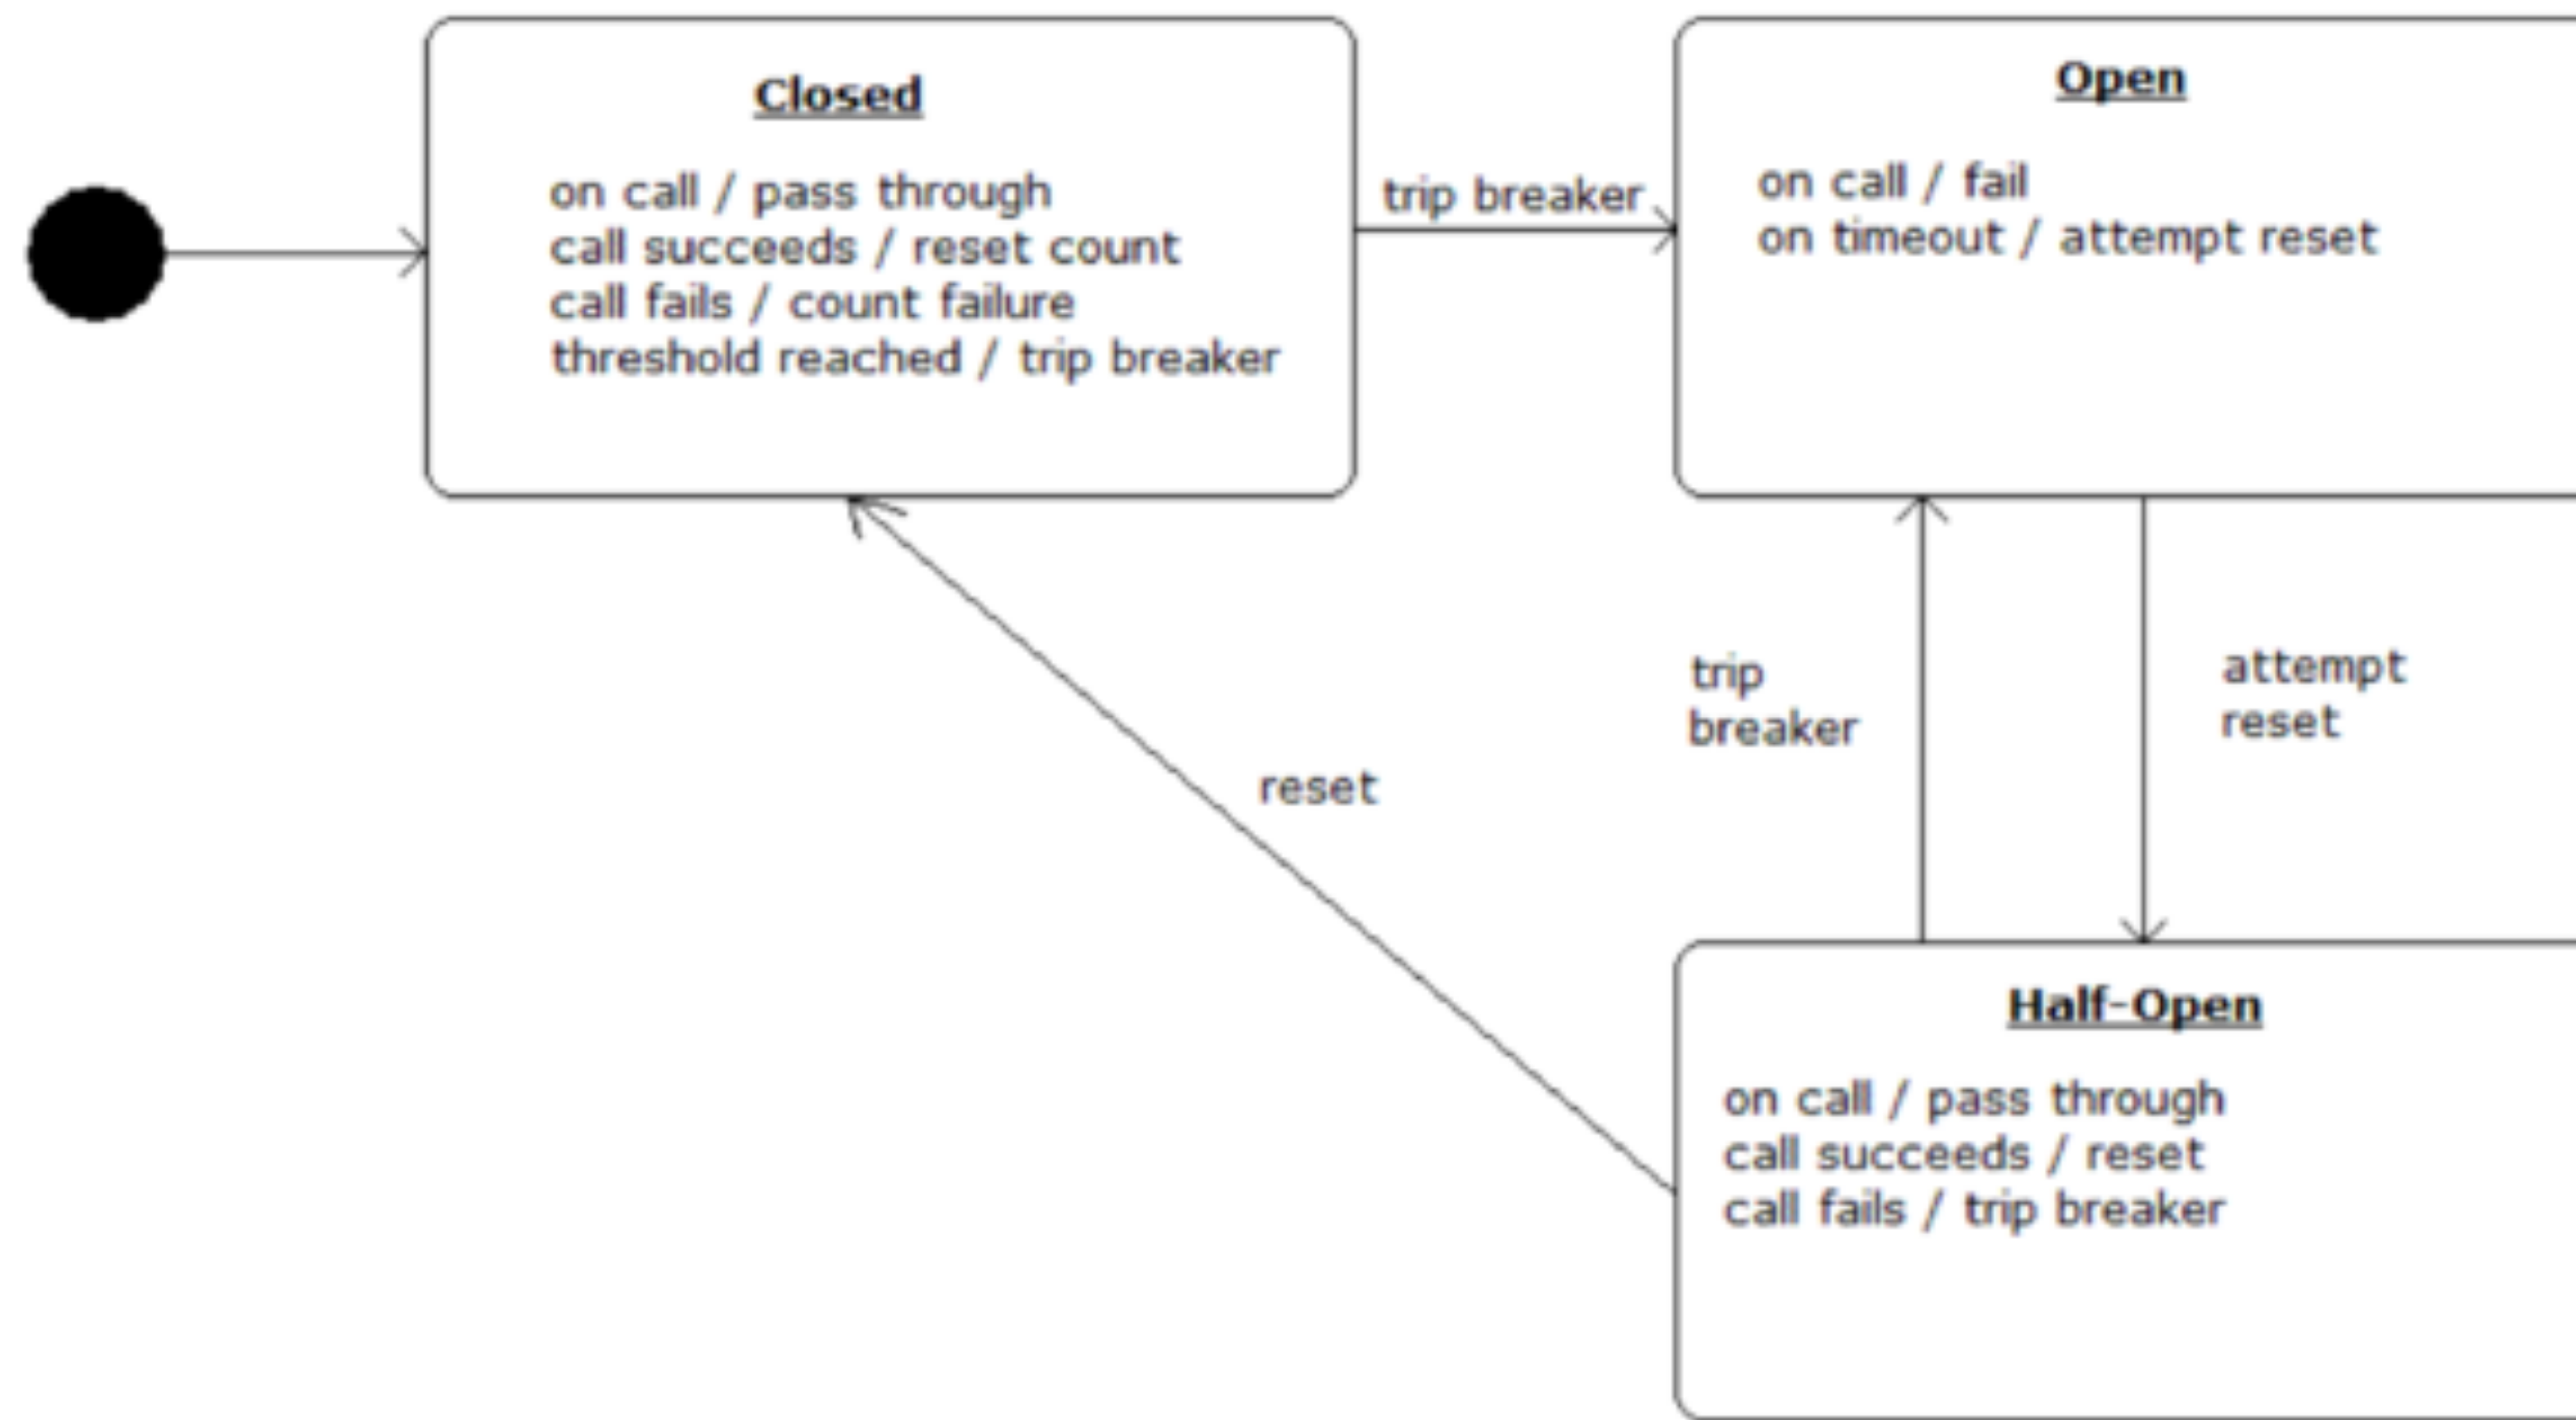 Closed
on call / pass through
call succeeds / reset count
call fails / count failure
threshold reached / trip breaker
trip breaker
Open
on call / fail
on timeout / attempt reset
trip
breaker
attempt
reset
reset
Half-Open
on call / pass through
call succeeds / reset
call fails / trip breaker